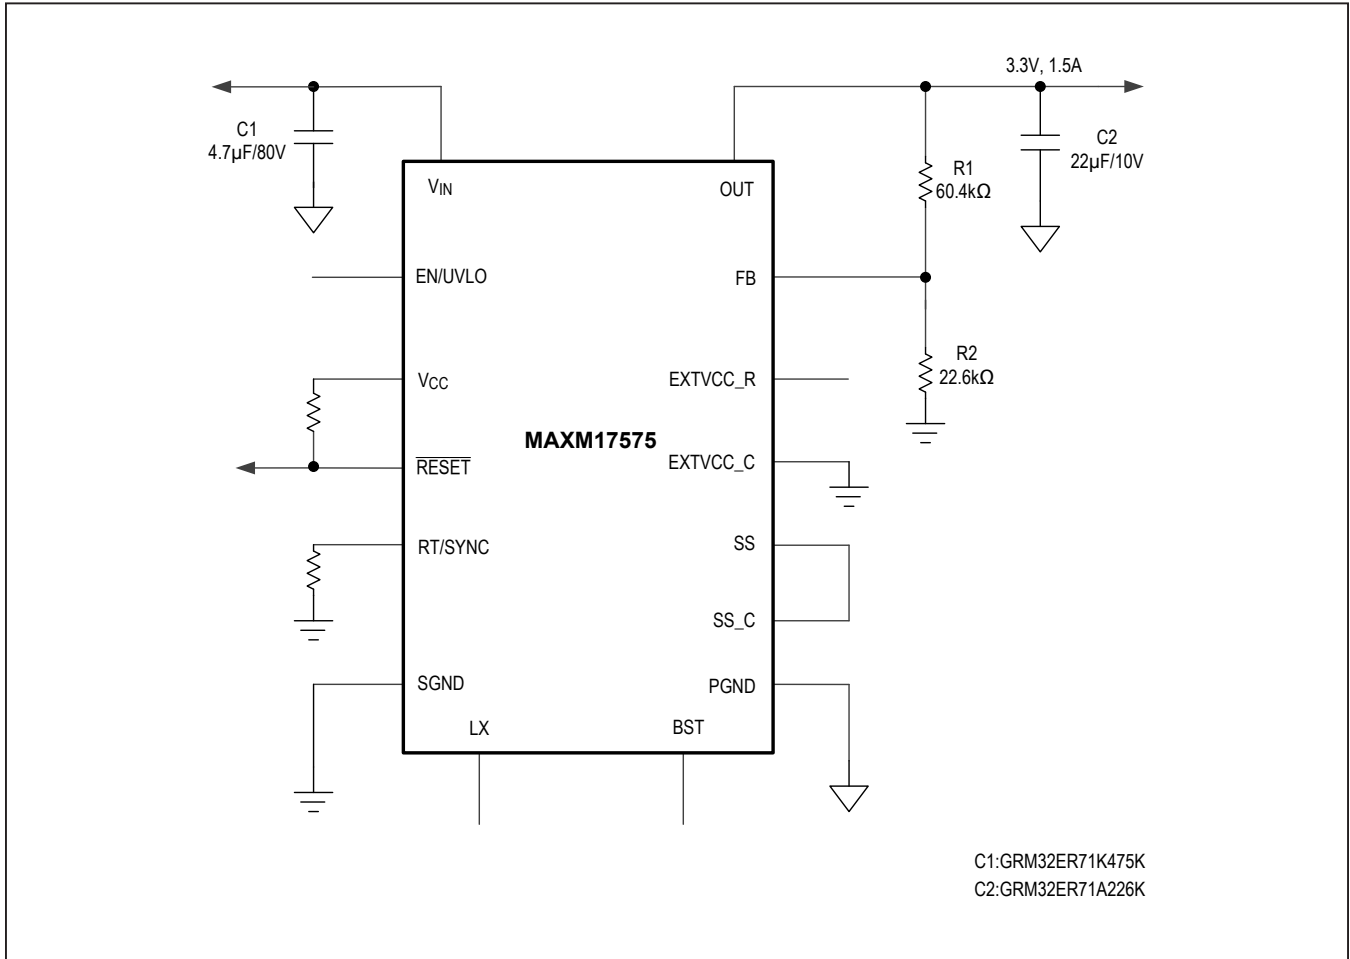 3.3V, 1.5A
C1
4.7µF/80V
C2
22µF/10V
R1
60.4kΩ
VIN
OUT
EN/UVLO
FB
R2
22.6kΩ
VCC
EXTVCC_R
MAXM17575
RESET
EXTVCC_C
RT/SYNC
SS
SS_C
SGND
PGND
LX
BST
C1:GRM32ER71K475K
C2:GRM32ER71A226K